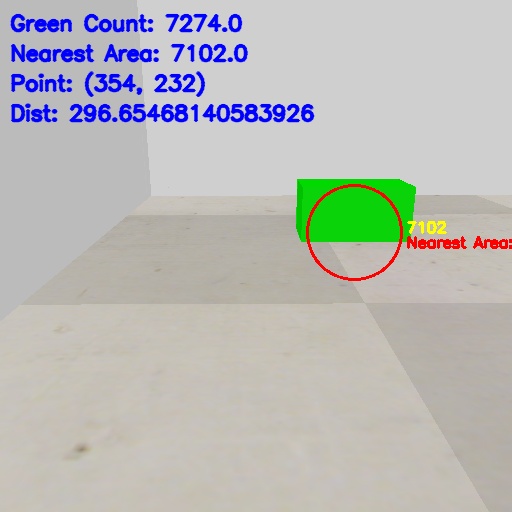 Green Count: 7274.0
Nearest Area: 7102.0
Point: (354, 232)
Dist: 296.65468140583926
7102
Nearest Area: